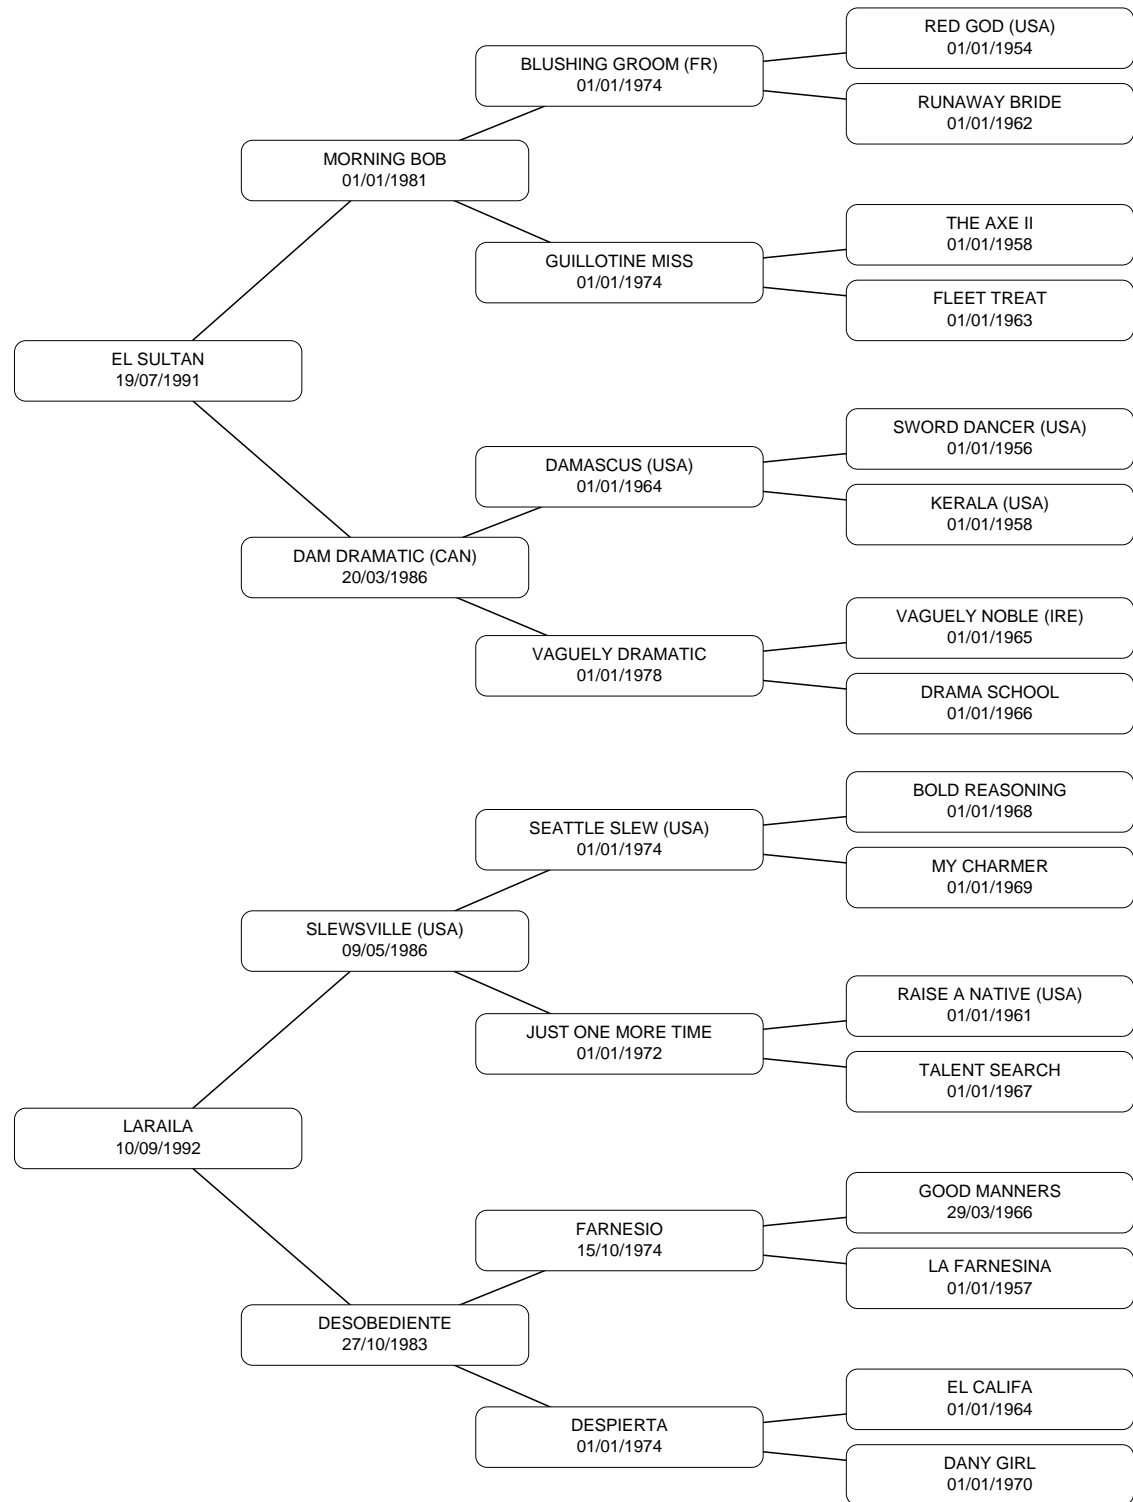 RED GOD (USA)
01/01/1954
BLUSHING GROOM (FR)
01/01/1974
RUNAWAY BRIDE
01/01/1962
MORNING BOB
01/01/1981
THE AXE II
01/01/1958
GUILLOTINE MISS
01/01/1974
FLEET TREAT
01/01/1963
EL SULTAN
19/07/1991
SWORD DANCER (USA)
01/01/1956
DAMASCUS (USA)
01/01/1964
KERALA (USA)
01/01/1958
DAM DRAMATIC (CAN)
20/03/1986
VAGUELY NOBLE (IRE)
01/01/1965
VAGUELY DRAMATIC
01/01/1978
DRAMA SCHOOL
01/01/1966
BOLD REASONING
01/01/1968
SEATTLE SLEW (USA)
01/01/1974
MY CHARMER
01/01/1969
SLEWSVILLE (USA)
09/05/1986
RAISE A NATIVE (USA)
01/01/1961
JUST ONE MORE TIME
01/01/1972
TALENT SEARCH
01/01/1967
LARAILA
10/09/1992
GOOD MANNERS
29/03/1966
FARNESIO
15/10/1974
LA FARNESINA
01/01/1957
DESOBEDIENTE
27/10/1983
EL CALIFA
01/01/1964
DESPIERTA
01/01/1974
DANY GIRL
01/01/1970